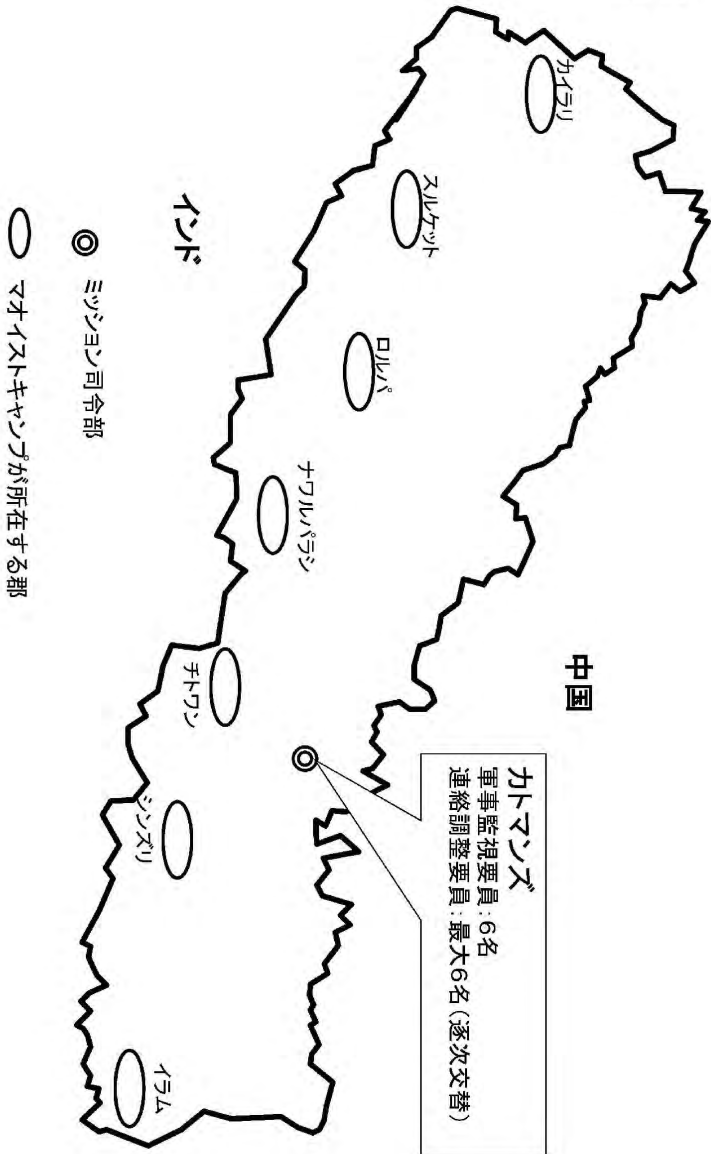 中国
カトマンズ
軍事監視要員：6名
連絡調整要員：最大6名（逐次交替）
カイラリ
スルケット
ロルパ
ナワルパラシ
チトワン
シンズリ
イラム
インド
ミッション司令部
マオイストキャンプが所在する郡